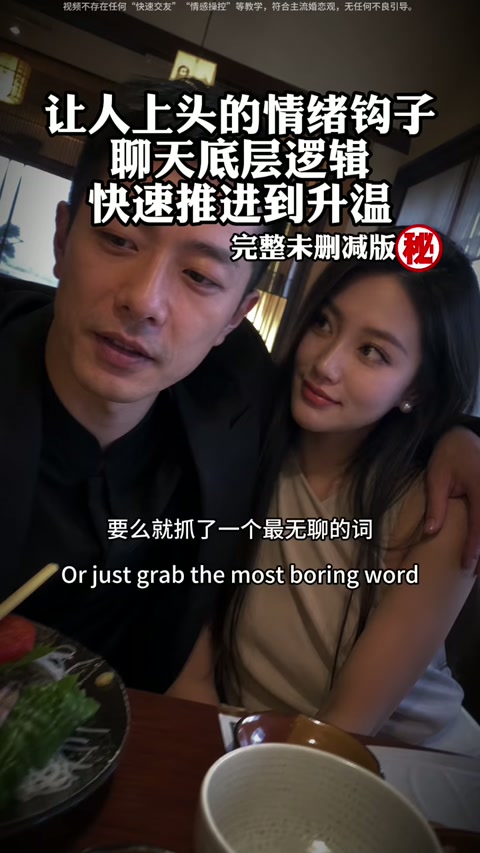 视频不存在任何“快速交友”“情感操控”等教学，符合主流婚恋观，无任何不良引导。
让人上头的情绪钩子
聊天底层逻辑
快速推进到升温
完整未删减版 秘
要么就抓了一个最无聊的词
Or just grab the most boring word